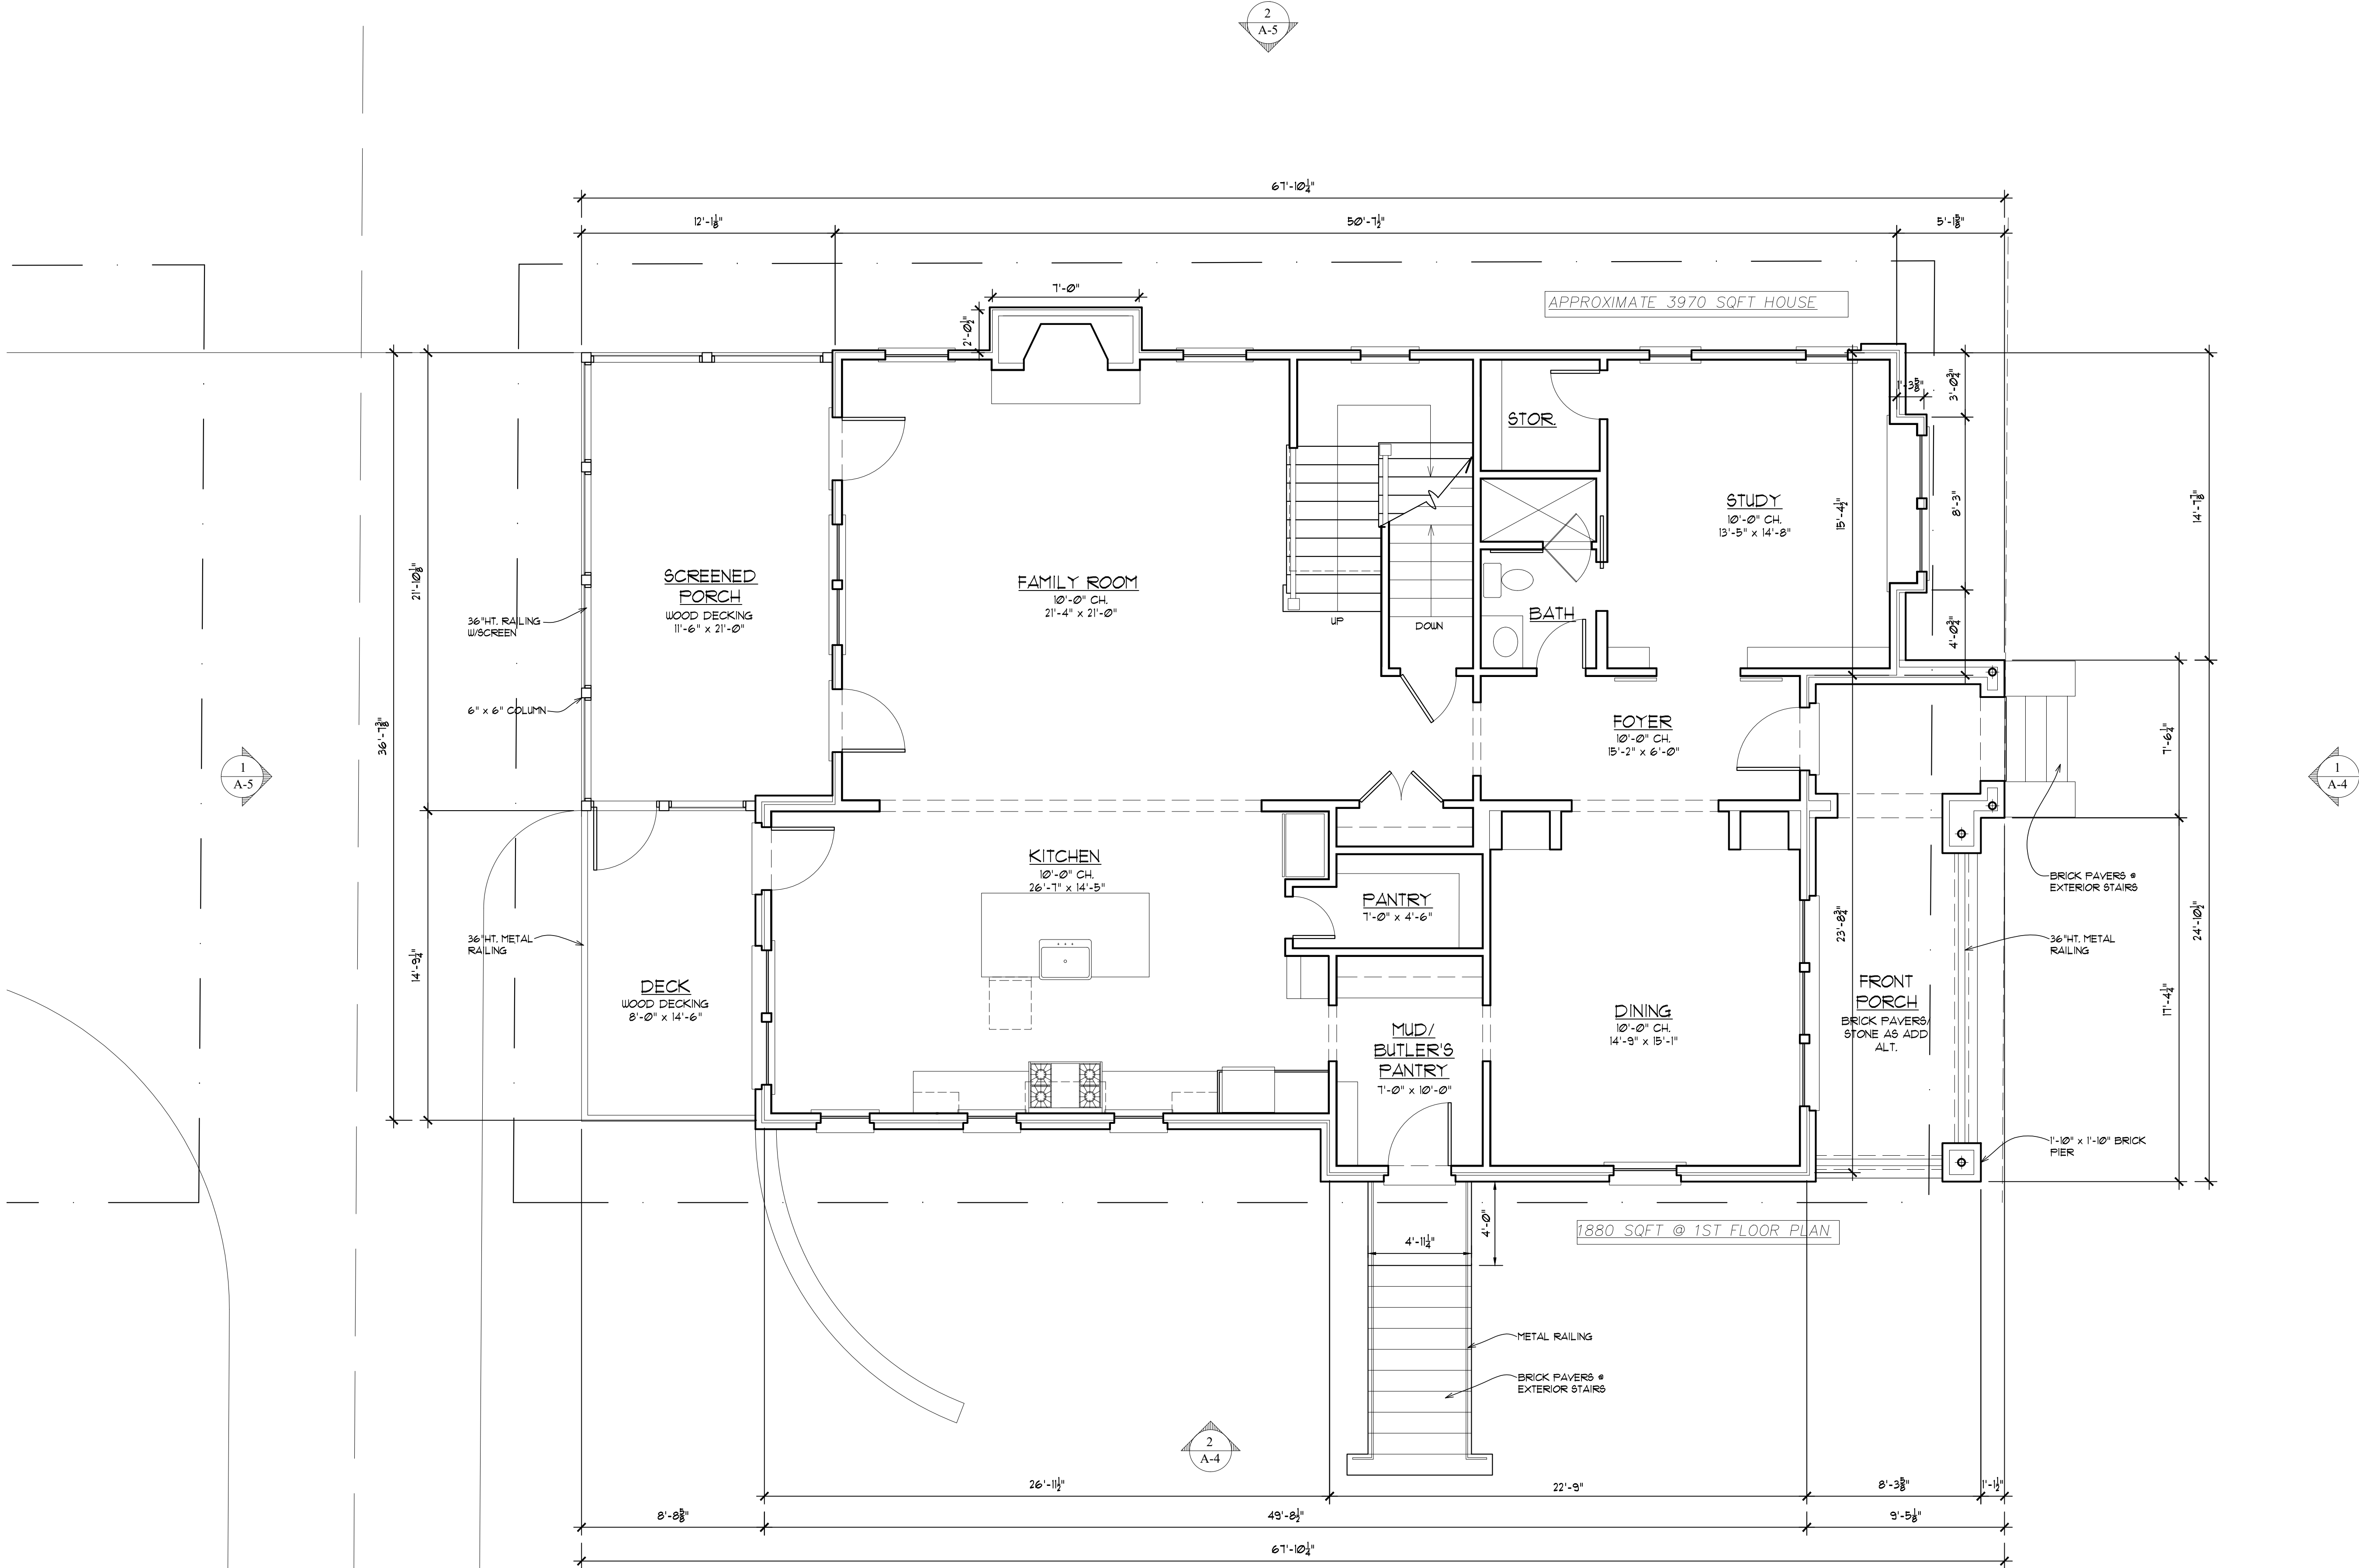 2
A-5
67'-10¼"
12'-1⅛"
50'-7½"
5'-1⅝"
7'-0"
2'-0½"
APPROXIMATE 3970 SQFT HOUSE
3'-0¾"
1'-3⅝"
STOR.
STUDY
10'-0" CH.
13'-5" x 14'-8"
15'-4½"
8'-3"
14'-7⅞"
21'-10⅛"
SCREENED
PORCH
WOOD DECKING
11'-6" x 21'-0"
FAMILY ROOM
10'-0" CH.
21'-4" x 21'-0"
36"HT. RAILING
W/SCREEN
UP
DOWN
BATH
4'-0¾"
6" x 6" COLUMN
36'-7⅜"
FOYER
10'-0" CH.
15'-2" x 6'-0"
7'-6¼"
1
A-5
1
A-4
KITCHEN
10'-0" CH.
26'-7" x 14'-5"
PANTRY
7'-0" x 4'-6"
BRICK PAVERS @
EXTERIOR STAIRS
23'-8¾"
24'-10½"
36"HT. METAL
RAILING
14'-9¼"
36"HT. METAL
RAILING
DECK
WOOD DECKING
8'-0" x 14'-6"
MUD/
BUTLER'S
PANTRY
7'-0" x 10'-0"
DINING
10'-0" CH.
14'-9" x 15'-1"
FRONT
PORCH
BRICK PAVERS/
STONE AS ADD
ALT.
17'-4¼"
1'-10" x 1'-10" BRICK
PIER
4'-0"
4'-11¼"
1880 SQFT @ 1ST FLOOR PLAN
METAL RAILING
BRICK PAVERS @
EXTERIOR STAIRS
2
A-4
26'-11½"
22'-9"
8'-3⅝"
1'-1½"
8'-8⅝"
49'-8½"
9'-5⅛"
67'-10¼"